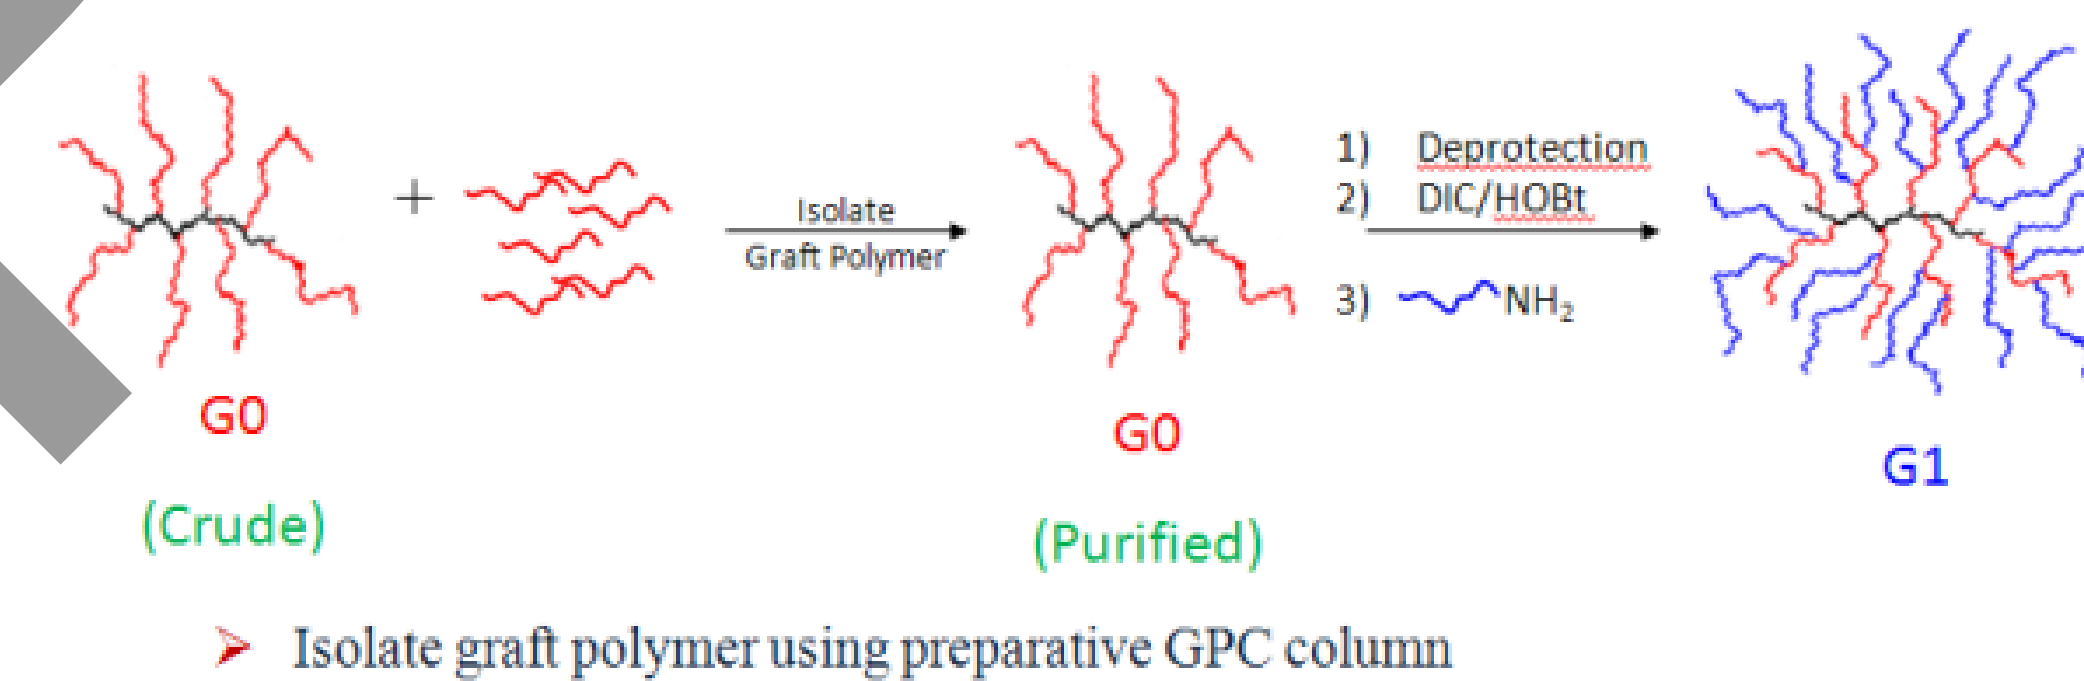 +
Isolate
Graft Polymer
1) Deprotection
2) DIC/HOBt
3) NH₂
G0
G0
G1
(Crude)
(Purified)
➢ Isolate graft polymer using preparative GPC column